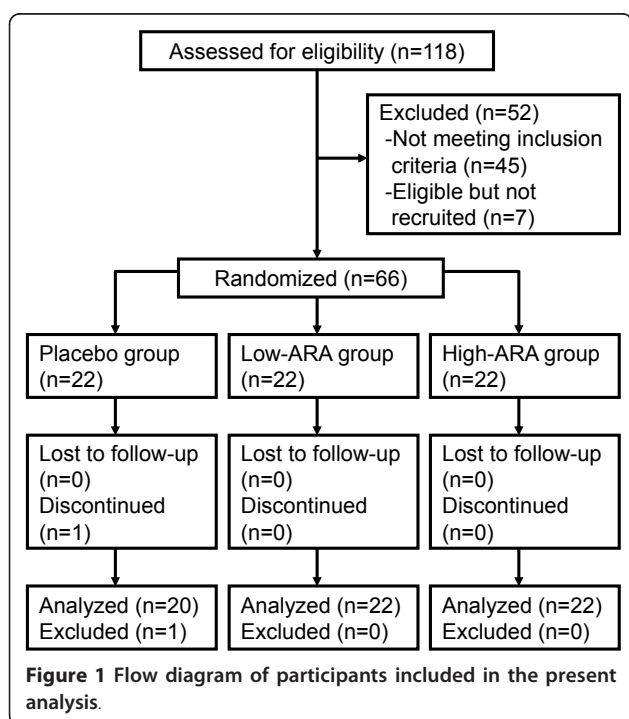 Assessed for eligibility (n=118)
Excluded (n=52)
-Not meeting inclusion
criteria (n=45)
-Eligible but not
recruited (n=7)
Randomized (n=66)
Placebo group
(n=22)
Low-ARA group
(n=22)
High-ARA group
(n=22)
Lost to follow-up
(n=0)
Discontinued
(n=1)
Lost to follow-up
(n=0)
Discontinued
(n=0)
Lost to follow-up
(n=0)
Discontinued
(n=0)
Analyzed (n=20)
Excluded (n=1)
Analyzed (n=22)
Excluded (n=0)
Analyzed (n=22)
Excluded (n=0)
Figure 1 Flow diagram of participants included in the present
analysis.